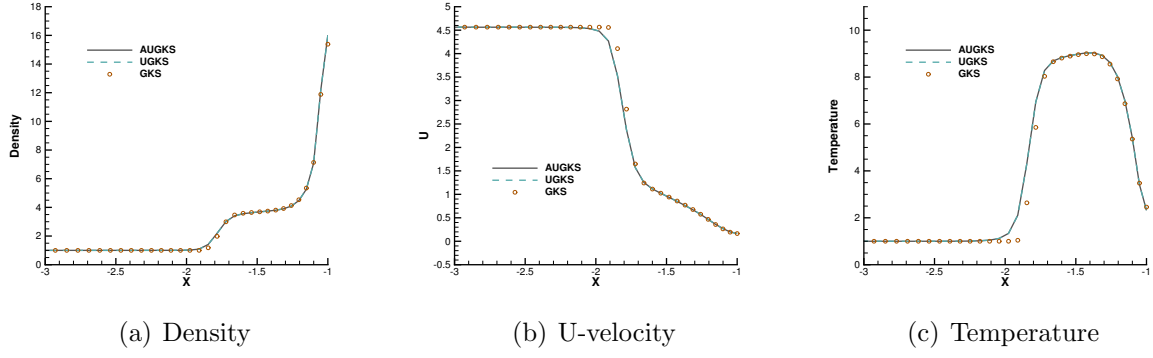 18
16
14
12
10
8
6
4
2
0
Density
AUGKS
UGKS
GKS
-3 -2.5 -2 -1.5 -1
X
(a) Density
5
4.5
4
3.5
3
2.5
2
1.5
1
0.5
0
-0.5
U
AUGKS
UGKS
GKS
-3 -2.5 -2 -1.5 -1
X
(b) U-velocity
10
8
6
4
2
0
Temperature
AUGKS
UGKS
GKS
-3 -2.5 -2 -1.5 -1
X
(c) Temperature